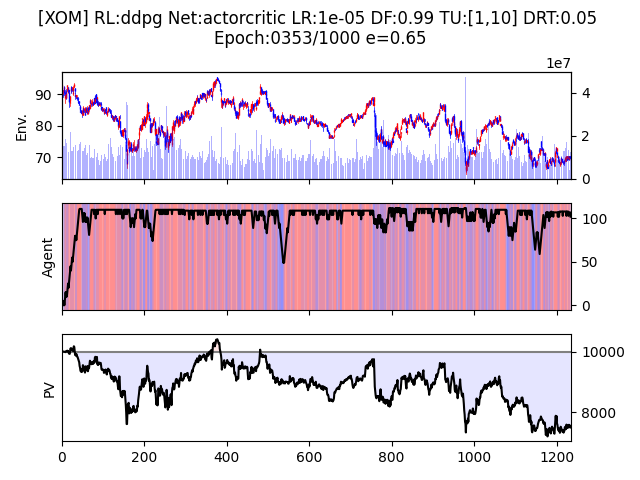 [XOM] RL:ddpg Net:actorcritic LR:1e-05 DF:0.99 TU:[1,10] DRT:0.05
Epoch:0353/1000 e=0.65
1e7
Env.
90
80
70
4
2
0
Agent
100
50
0
PV
10000
8000
0 200 400 600 800 1000 1200